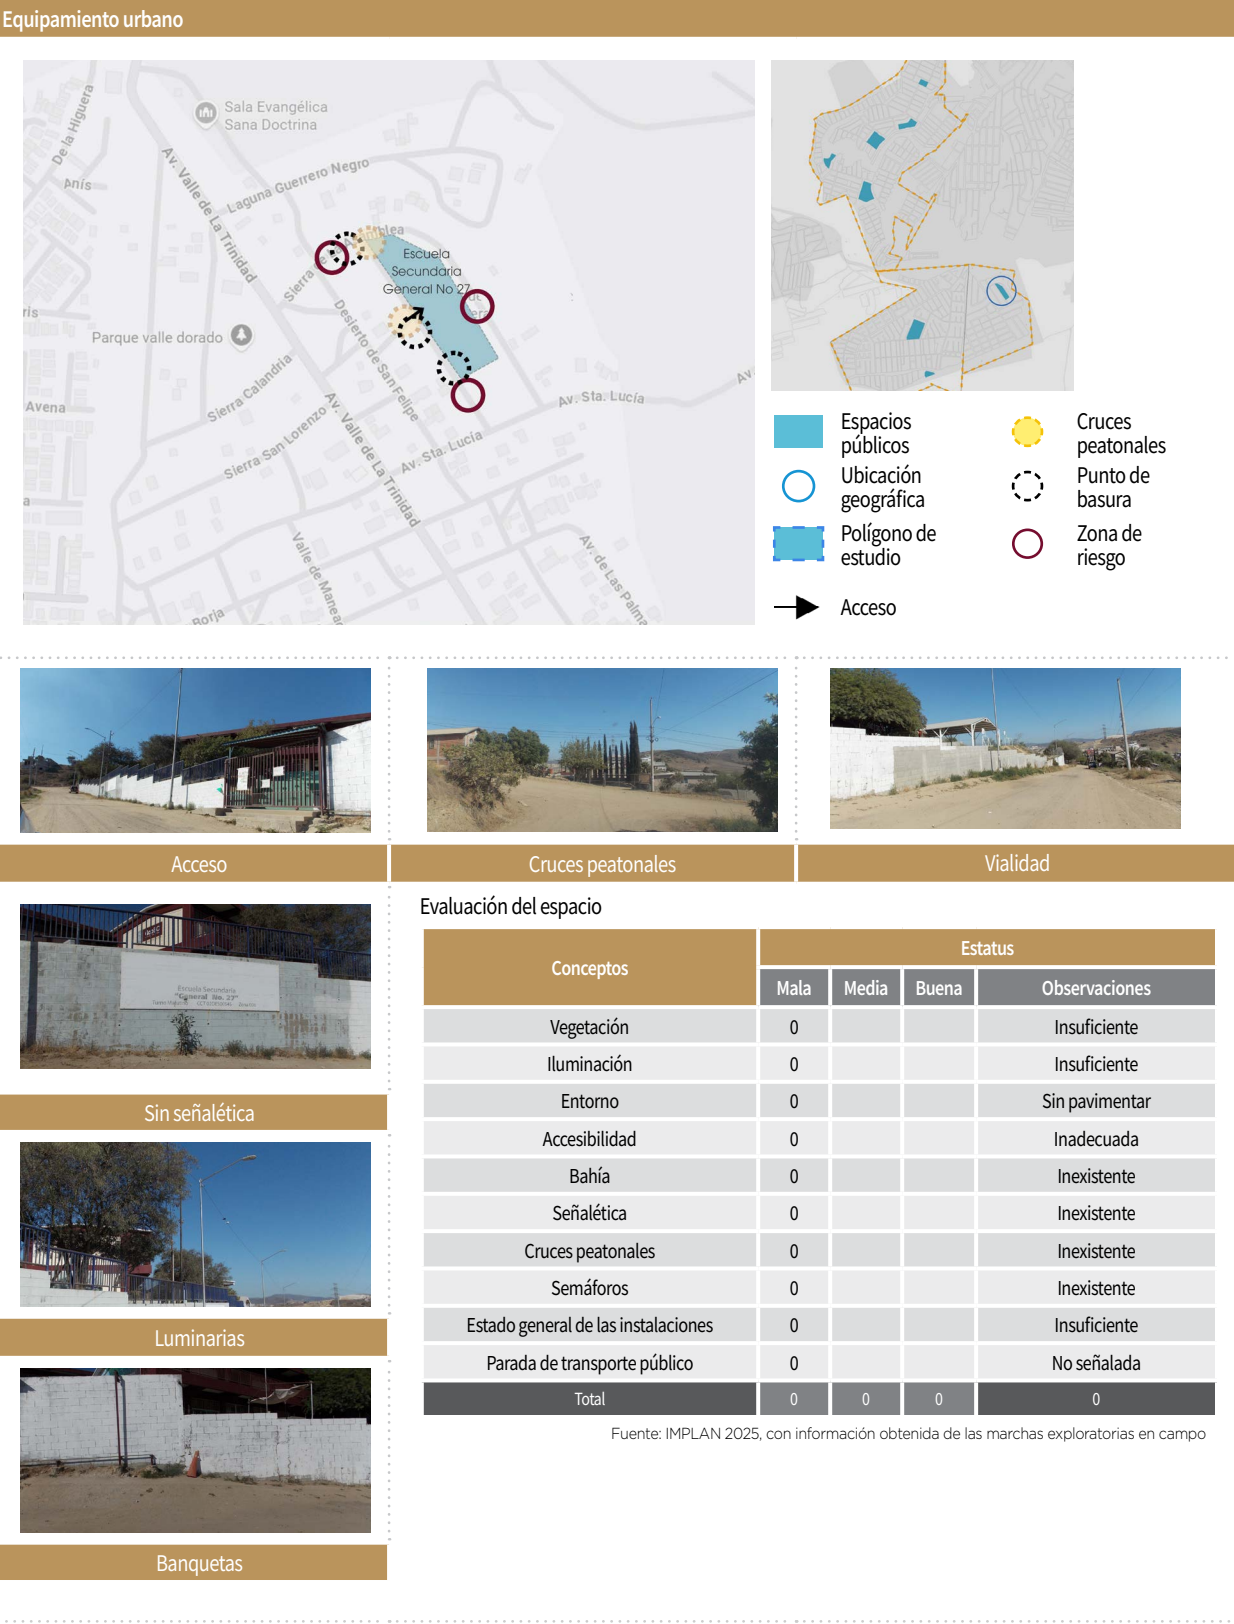 Equipamiento urbano
Sala Evangélica
Sana Doctrina
De la Higuera
Anís
Av. Valle de La Trinidad
Laguna Guerrero Negro
Escuela
Secundaria
General No 27
Parque valle dorado
Desierto de San Felipe
Sierra Calandria
Avena
Sierra San Lorenzo
Av. Valle de La Trinidad
Av. Sta. Lucía
Av. Sta. Lucía
Av.
Valle de Manea
Av. de Las Palma
Borja
Espacios
públicos
Cruces
peatonales
Ubicación
geográfica
Punto de
basura
Polígono de
estudio
Zona de
riesgo
Acceso
Acceso
Cruces peatonales
Vialidad
Escuela Secundaria
"General No. 27"
Sin señalética
Luminarias
Banquetas
Evaluación del espacio
Conceptos Estatus
Mala Media Buena Observaciones
Vegetación 0 Insuficiente
Iluminación 0 Insuficiente
Entorno 0 Sin pavimentar
Accesibilidad 0 Inadecuada
Bahía 0 Inexistente
Señalética 0 Inexistente
Cruces peatonales 0 Inexistente
Semáforos 0 Inexistente
Estado general de las instalaciones 0 Insuficiente
Parada de transporte público 0 No señalada
Total 0 0 0 0
Fuente: IMPLAN 2025, con información obtenida de las marchas exploratorias en campo